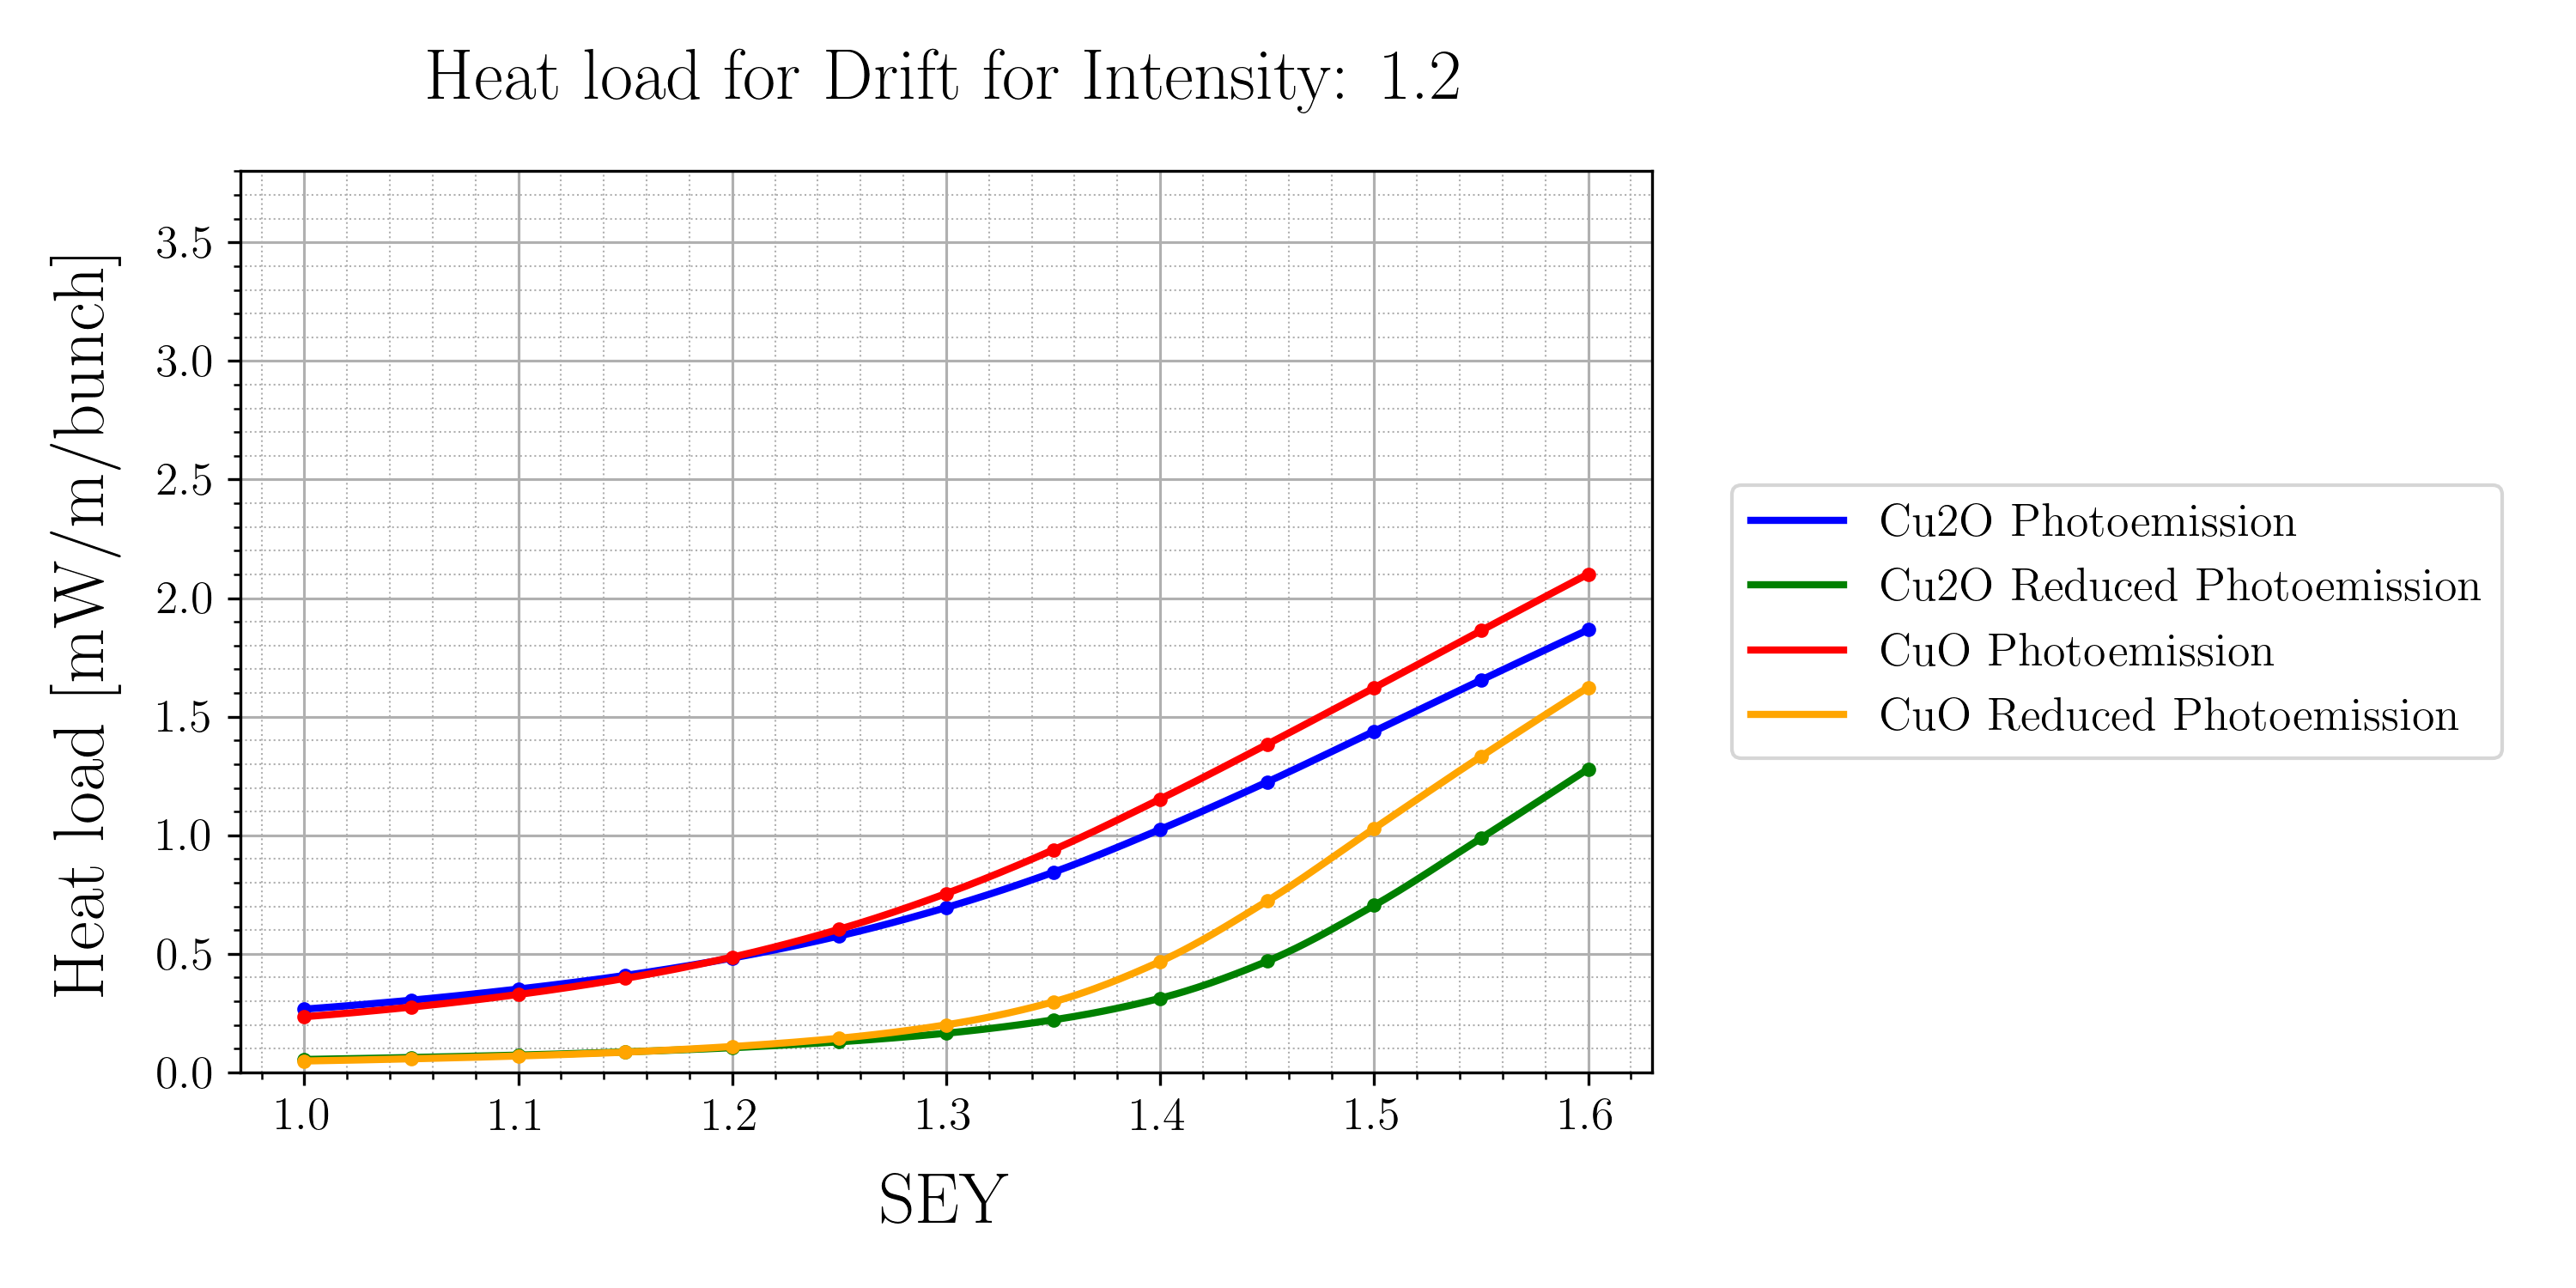 Heat load for Drift for Intensity: 1.2
Heat load [mW/m/bunch]
3.5
3.0
2.5
2.0
1.5
1.0
0.5
0.0
1.0 1.1 1.2 1.3 1.4 1.5 1.6
SEY
Cu2O Photoemission
Cu2O Reduced Photoemission
CuO Photoemission
CuO Reduced Photoemission